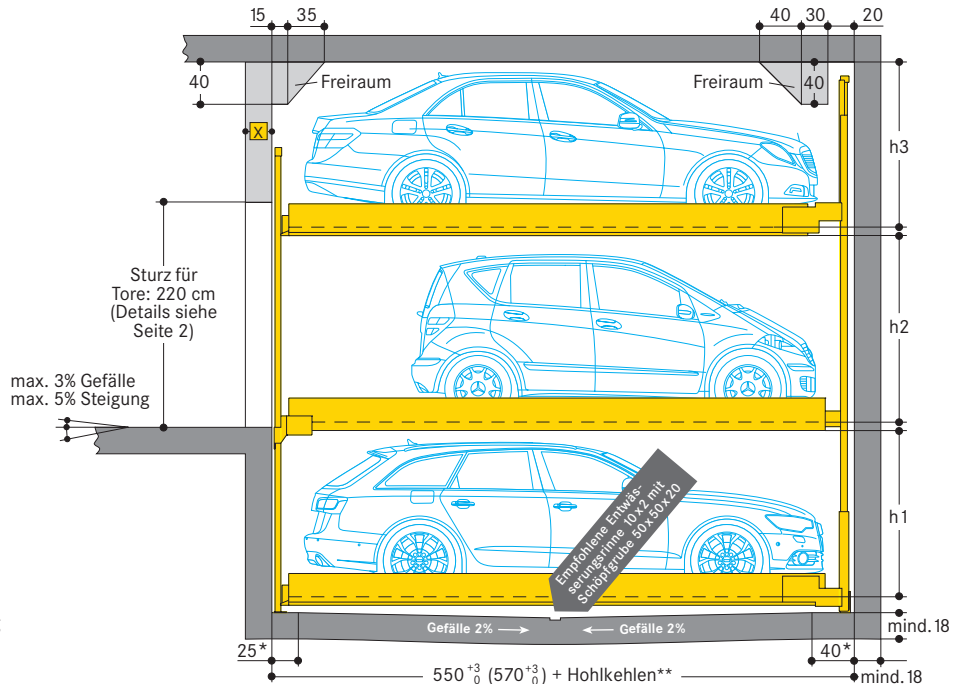 15 35 40 30 20
40 Freiraum Freiraum 40
X
h3
Sturz für
Tore: 220 cm
(Details siehe
Seite 2)
h2
max. 3% Gefälle
max. 5% Steigung
Empfohlene Entwäs-
serungsrinne 10x2 mit
Schöpfgrube 50x50x20
h1
Gefälle 2% Gefälle 2%
mind. 18
25* 40*
550 +3 0 (570 +3 0) + Hohlkehlen** mind. 18